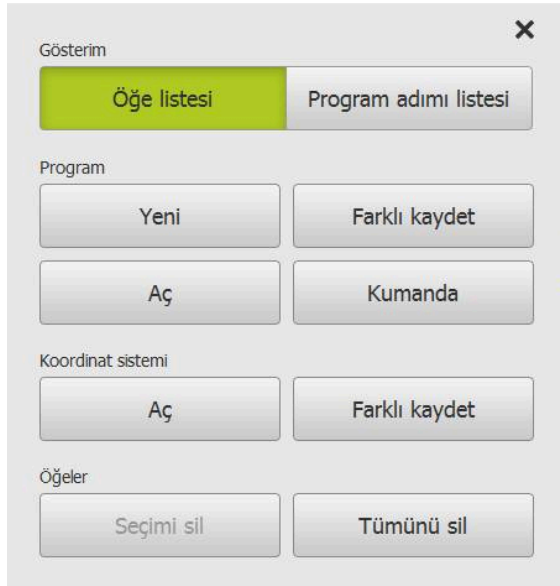 Gösterim
Öğe listesi
Program adımı listesi
Program
Yeni
Farklı kaydet
Aç
Kumanda
Koordinat sistemi
Aç
Farklı kaydet
Öğeler
Seçimi sil
Tümünü sil